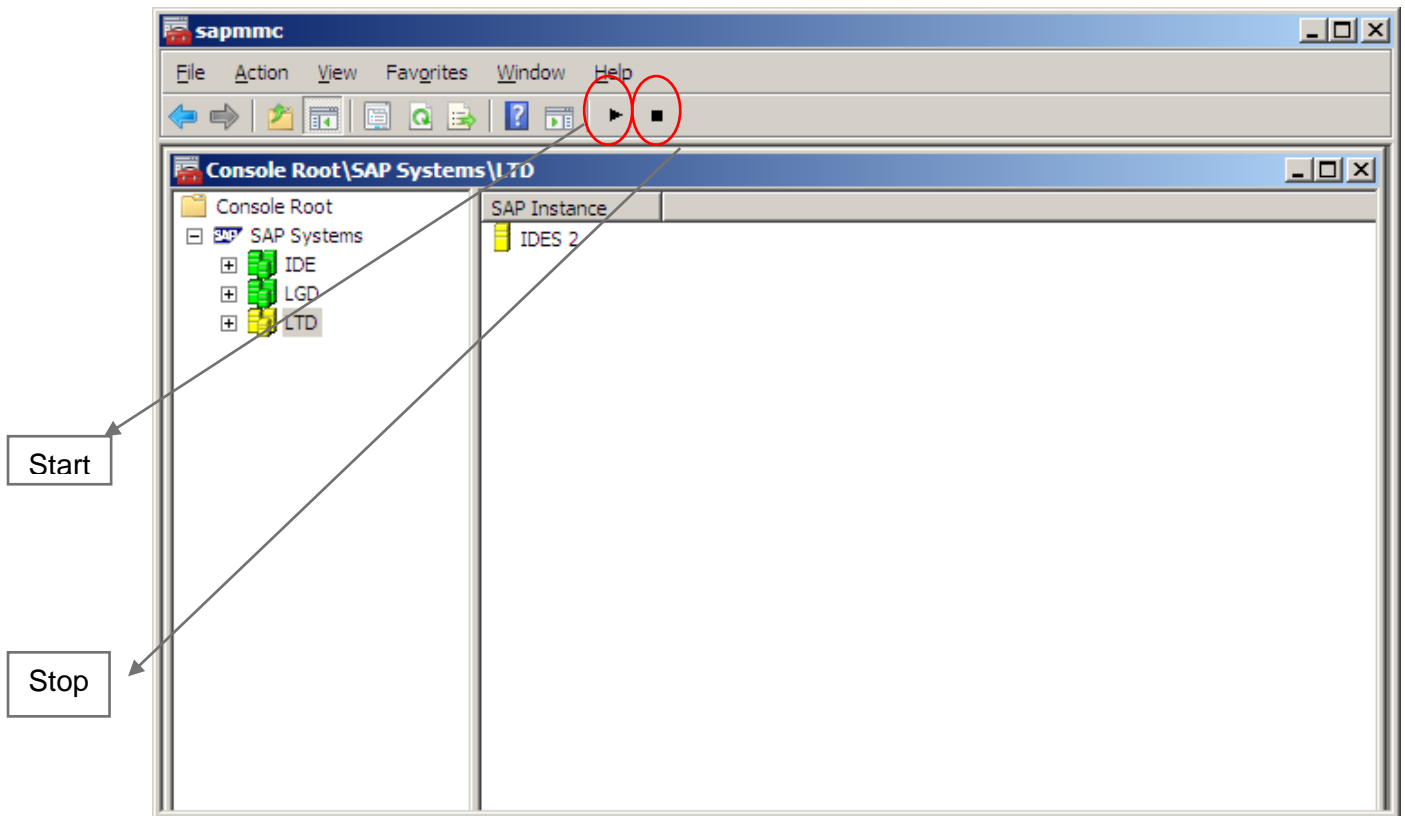 sapmmc
File Action View Favorites Window Help
Console Root\SAP Systems\LTD
Console Root
SAP Instance
SAP SAP Systems
IDES 2
IDE
LGD
LTD
Start
Stop